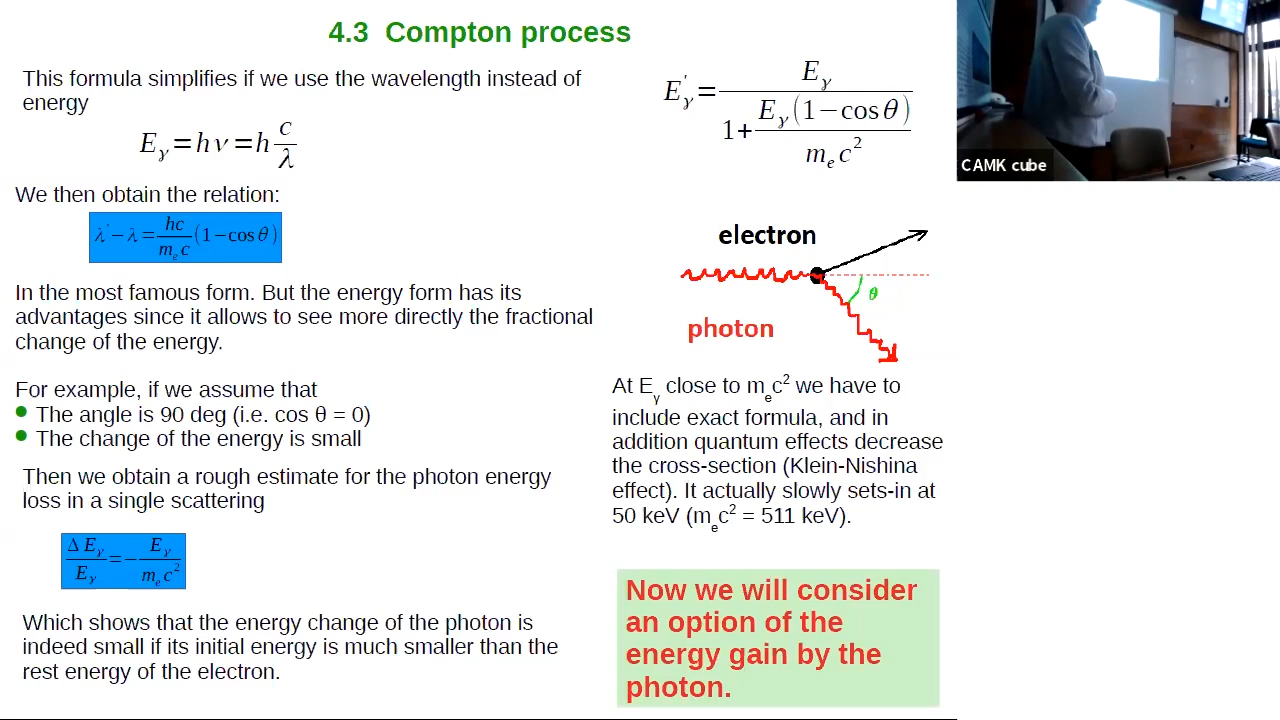 4.3 Compton process
This formula simplifies if we use the wavelength instead of
energy
E_γ = hν = h c/λ
We then obtain the relation:
λ' − λ = hc/(m_e c) (1−cosθ)
In the most famous form. But the energy form has its
advantages since it allows to see more directly the fractional
change of the energy.
For example, if we assume that
● The angle is 90 deg (i.e. cos θ = 0)
● The change of the energy is small
Then we obtain a rough estimate for the photon energy
loss in a single scattering
ΔE_γ/E_γ = − E_γ/(m_e c²)
Which shows that the energy change of the photon is
indeed small if its initial energy is much smaller than the
rest energy of the electron.
E'_γ = E_γ / (1 + E_γ(1−cosθ)/(m_e c²))
electron
θ
photon
At E_γ close to m_ec² we have to
include exact formula, and in
addition quantum effects decrease
the cross-section (Klein-Nishina
effect). It actually slowly sets-in at
50 keV (m_ec² = 511 keV).
Now we will consider
an option of the
energy gain by the
photon.
CAMK cube